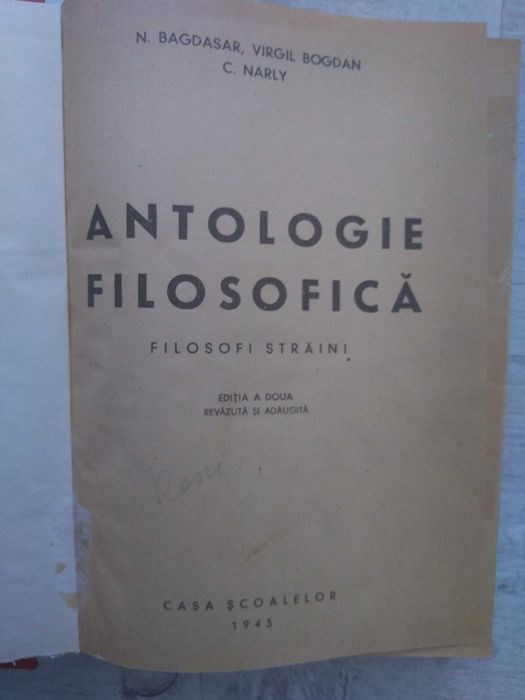 N. BAGDASAR, VIRGIL BOGDAN
C. NARLY
ANTOLOGIE
FILOSOFICĂ
FILOSOFI STRĂINI
EDIȚIA A DOUA
REVĂZUTĂ ȘI ADĂUGITĂ
CASA ȘCOALELOR
1943